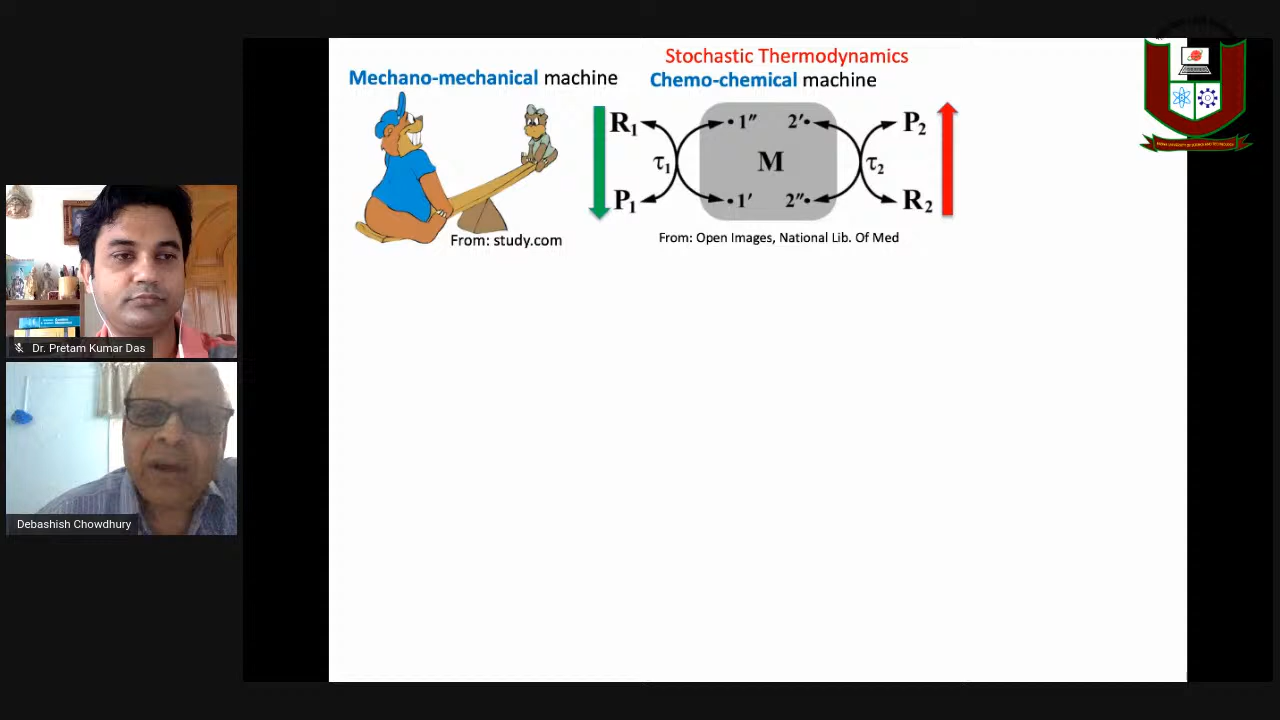 Stochastic Thermodynamics
Mechano-mechanical machine
Chemo-chemical machine
R₁
1″
2′
P₂
τ₁
M
τ₂
P₁
1′
2″
R₂
From: study.com
From: Open Images, National Lib. Of Med
Dr. Pretam Kumar Das
Debashish Chowdhury